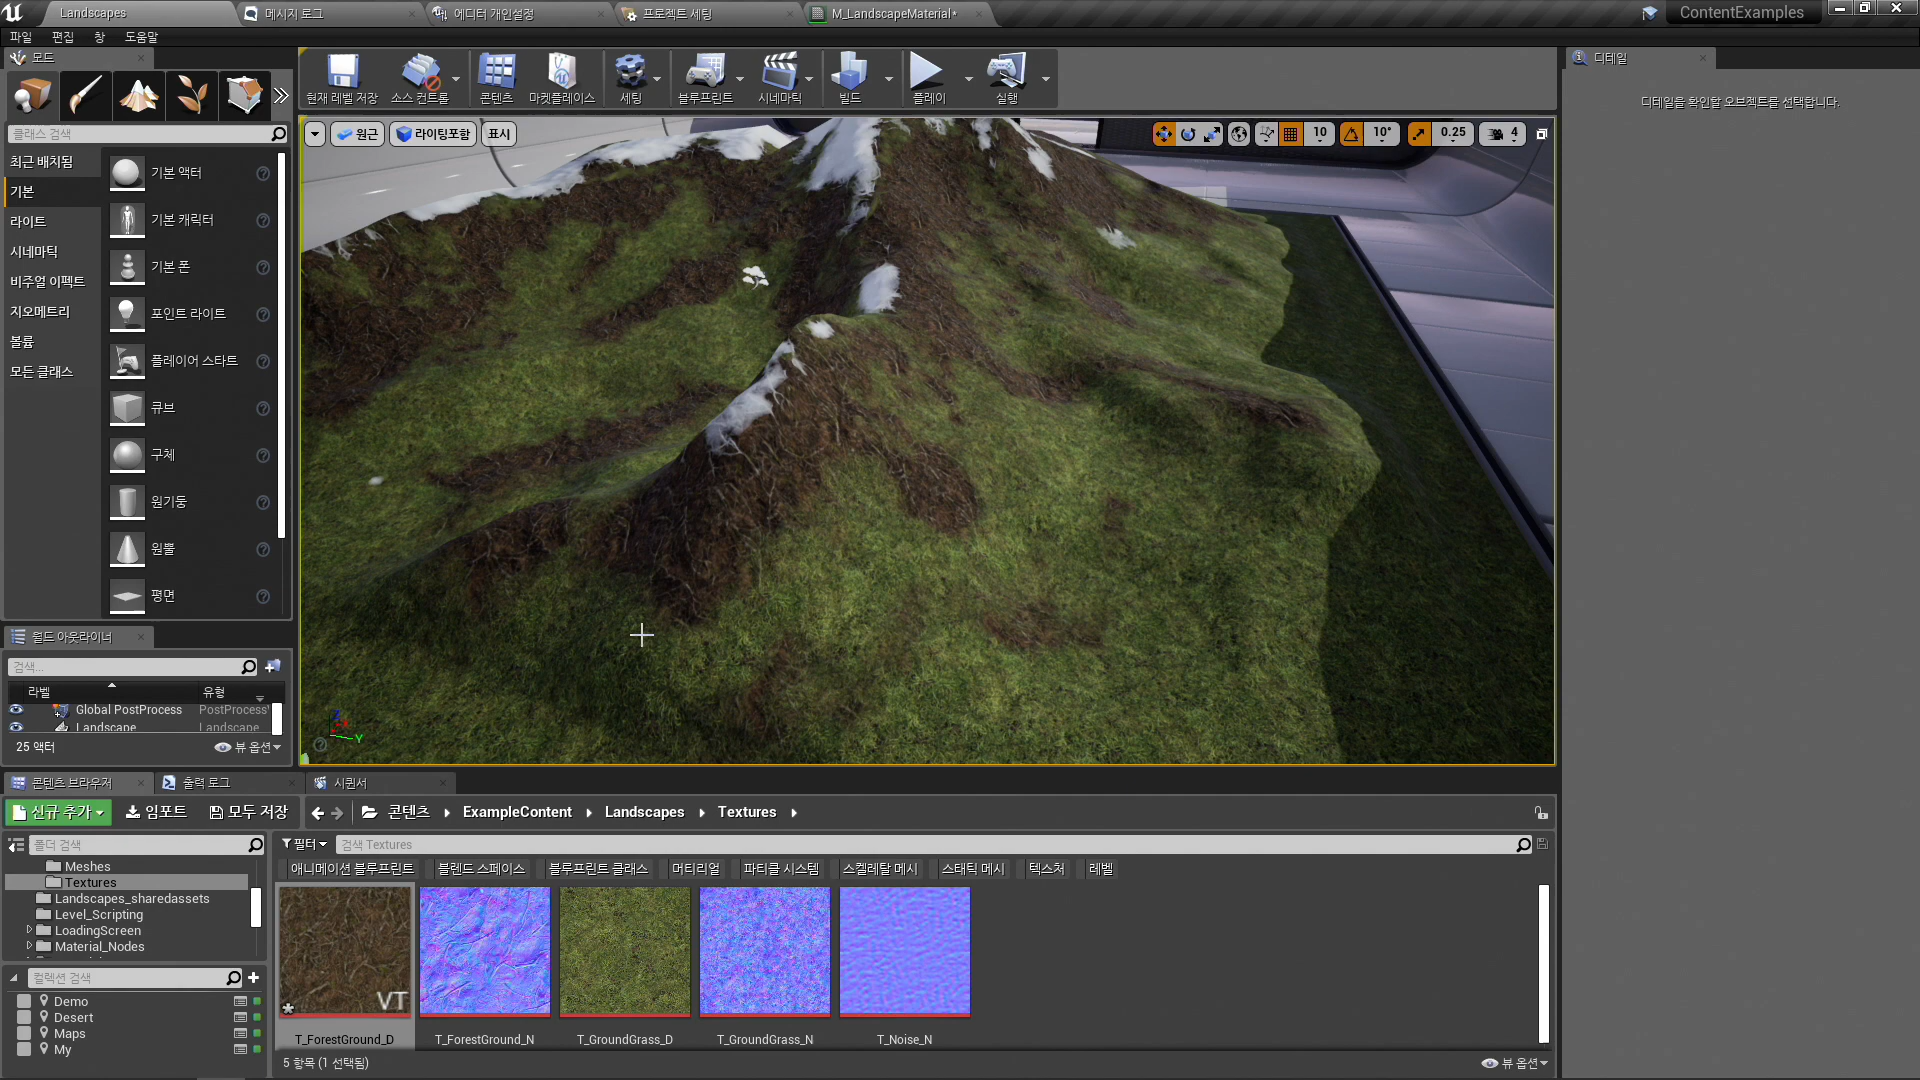 Landscapes
메시지 로그
에디터 개인설정
프로젝트 세팅
M_LandscapeMaterial*
ContentExamples
파일 편집 창 도움말
모드
클래스 검색
최근 배치됨
기본
라이트
시네마틱
비주얼 이펙트
지오메트리
볼륨
모든 클래스
기본 액터
기본 캐릭터
기본 폰
포인트 라이트
플레이어 스타트
큐브
구체
원기둥
원뿔
평면
현재 레벨 저장
소스 컨트롤
콘텐츠
마켓플레이스
세팅
블루프린트
시네마틱
빌드
플레이
실행
원근
라이팅포함
표시
10
10°
0.25
4
Y
디테일
디테일을 확인할 오브젝트를 선택합니다.
월드 아웃라이너
검색...
라벨 유형
Global PostProcess PostProcess
Landscape Landscape
25 액터
뷰 옵션
콘텐츠 브라우저
출력 로그
시퀀서
신규 추가
임포트
모두 저장
콘텐츠 ExampleContent Landscapes Textures
폴더 검색
Meshes
Textures
Landscapes_sharedassets
Level_Scripting
LoadingScreen
Material_Nodes
컬렉션 검색
Demo
Desert
Maps
My
필터
검색 Textures
애니메이션 블루프린트
블렌드 스페이스
블루프린트 클래스
머티리얼
파티클 시스템
스켈레탈 메시
스태틱 메시
텍스처
레벨
VT
T_ForestGround_D
T_ForestGround_N
T_GroundGrass_D
T_GroundGrass_N
T_Noise_N
5 항목 (1 선택됨)
뷰 옵션